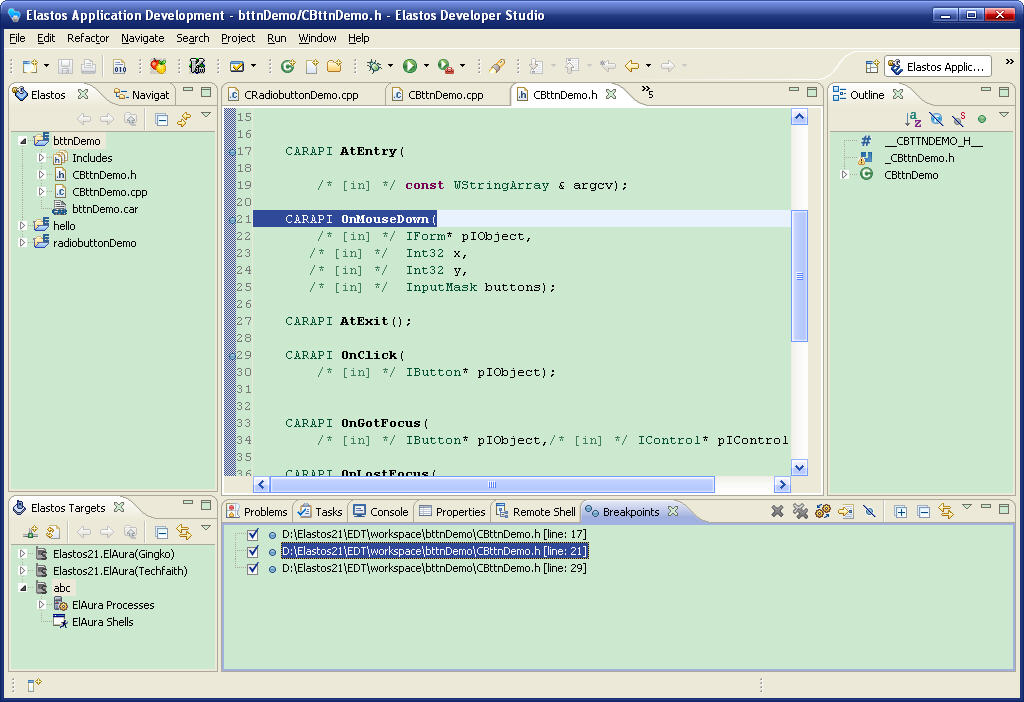 Elastos Application Development - bttnDemo/CBttnDemo.h - Elastos Developer Studio
File Edit Refactor Navigate Search Project Run Window Help
010
Elastos Applic... »
Elastos Navigat
bttnDemo
Includes
CBttnDemo.h
CBttnDemo.cpp
bttnDemo.car
hello
radiobuttonDemo
CRadiobuttonDemo.cpp CBttnDemo.cpp CBttnDemo.h »5
15
16
17 CARAPI AtEntry(
18
19 /* [in] */ const WStringArray & argcv);
20
21 CARAPI OnMouseDown(
22 /* [in] */ IForm* pIObject,
23 /* [in] */ Int32 x,
24 /* [in] */ Int32 y,
25 /* [in] */ InputMask buttons);
26
27 CARAPI AtExit();
28
29 CARAPI OnClick(
30 /* [in] */ IButton* pIObject);
31
32
33 CARAPI OnGotFocus(
34 /* [in] */ IButton* pIObject,/* [in] */ IControl* pIControl
35
36 CARAPI OnLostFocus(
Outline
# __CBTTNDEMO_H__
_CBttnDemo.h
CBttnDemo
Elastos Targets
Elastos21.ElAura(Gingko)
Elastos21.ElAura(Techfaith)
abc
ElAura Processes
ElAura Shells
Problems Tasks Console Properties Remote Shell Breakpoints
D:\Elastos21\EDT\workspace\bttnDemo\CBttnDemo.h [line: 17]
D:\Elastos21\EDT\workspace\bttnDemo\CBttnDemo.h [line: 21]
D:\Elastos21\EDT\workspace\bttnDemo\CBttnDemo.h [line: 29]